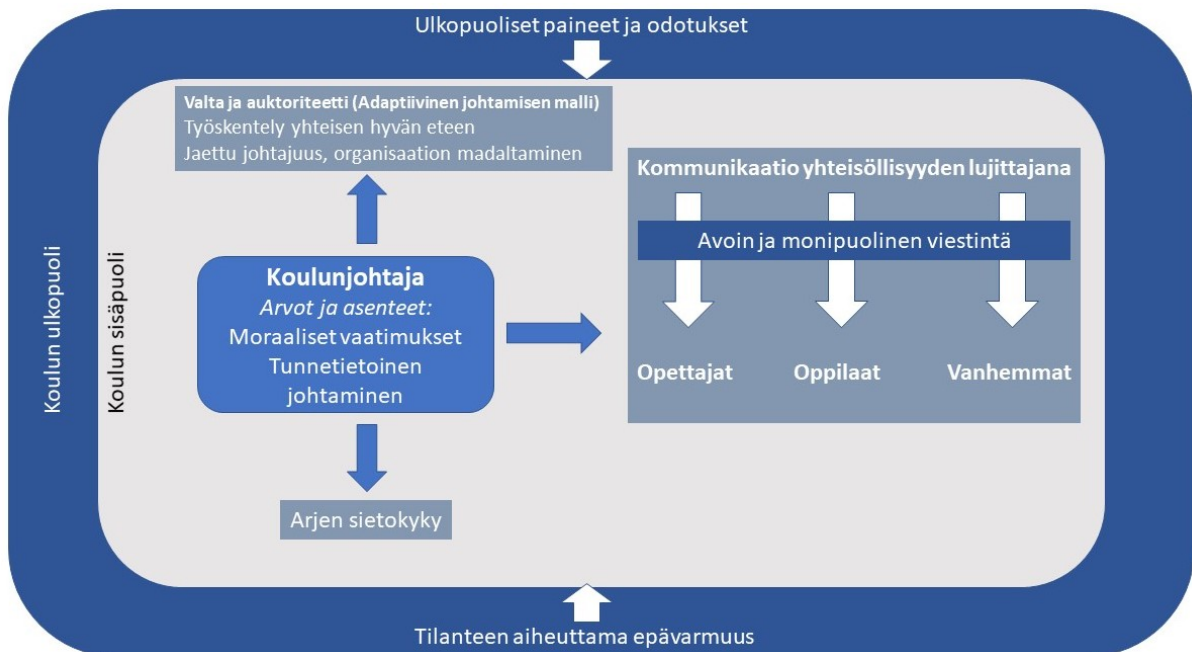 Ulkopuoliset paineet ja odotukset
Koulun ulkopuoli
Koulun sisäpuoli
Valta ja auktoriteetti (Adaptiivinen johtamisen malli)
Työskentely yhteisen hyvän eteen
Jaettu johtajuus, organisaation madaltaminen
Koulunjohtaja
Arvot ja asenteet:
Moraaliset vaatimukset
Tunnetietoinen
johtaminen
Arjen sietokyky
Kommunikaatio yhteisöllisyyden lujittajana
Avoin ja monipuolinen viestintä
Opettajat
Oppilaat
Vanhemmat
Tilanteen aiheuttama epävarmuus